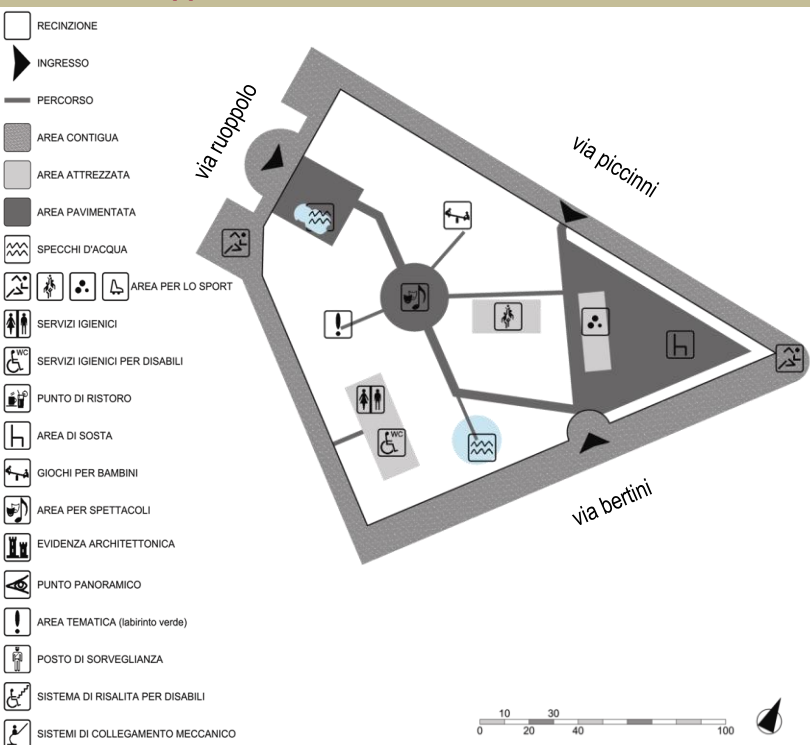 RECINZIONE
INGRESSO
PERCORSO
AREA CONTIGUA
AREA ATTREZZATA
AREA PAVIMENTATA
SPECCHI D'ACQUA
AREA PER LO SPORT
SERVIZI IGIENICI
WC
SERVIZI IGIENICI PER DISABILI
PUNTO DI RISTORO
AREA DI SOSTA
GIOCHI PER BAMBINI
AREA PER SPETTACOLI
EVIDENZA ARCHITETTONICA
PUNTO PANORAMICO
AREA TEMATICA (labirinto verde)
POSTO DI SORVEGLIANZA
SISTEMA DI RISALITA PER DISABILI
SISTEMI DI COLLEGAMENTO MECCANICO
via ruoppolo
via piccinni
WC
via bertini
10 30
0 20 40 100